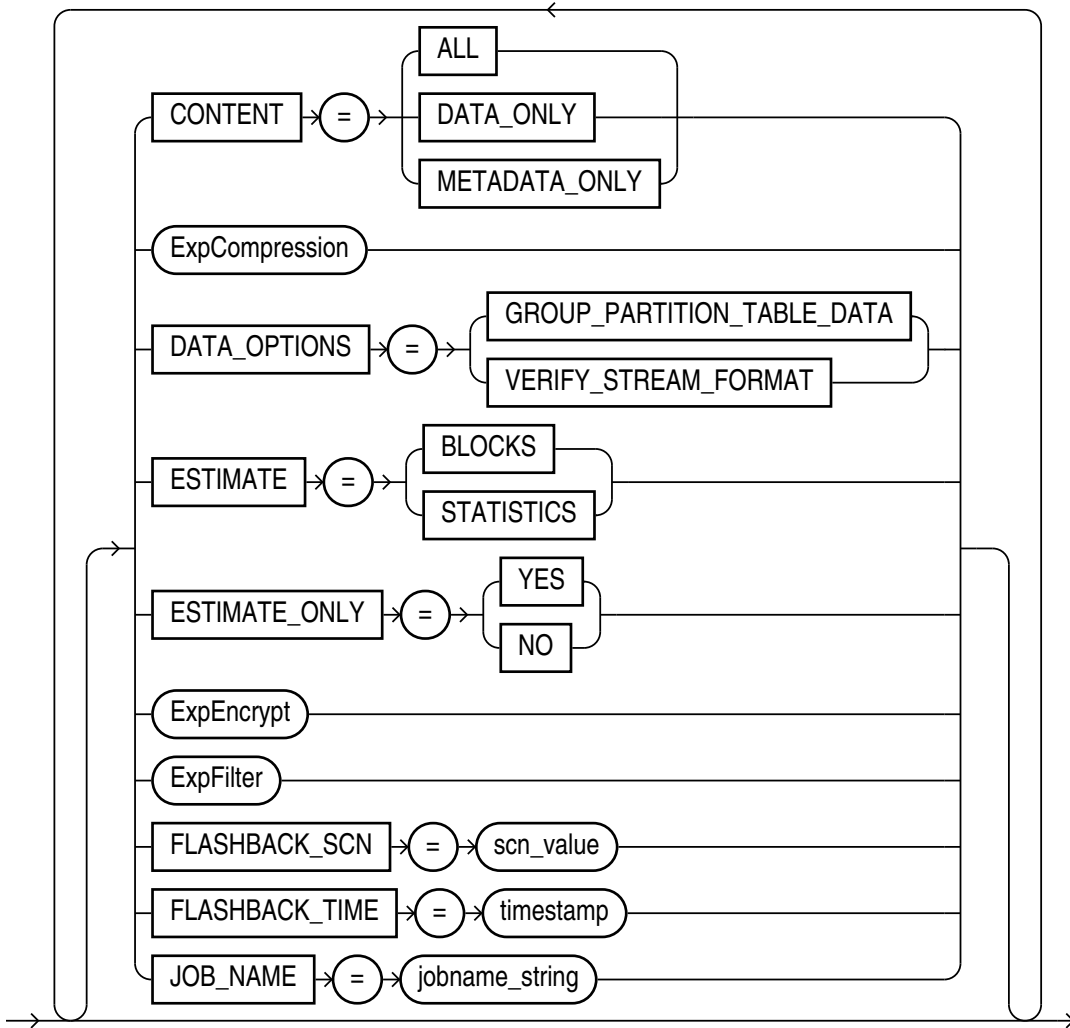 ALL
CONTENT = DATA_ONLY
METADATA_ONLY
ExpCompression
GROUP_PARTITION_TABLE_DATA
DATA_OPTIONS =
VERIFY_STREAM_FORMAT
BLOCKS
ESTIMATE =
STATISTICS
YES
ESTIMATE_ONLY =
NO
ExpEncrypt
ExpFilter
FLASHBACK_SCN = scn_value
FLASHBACK_TIME = timestamp
JOB_NAME = jobname_string